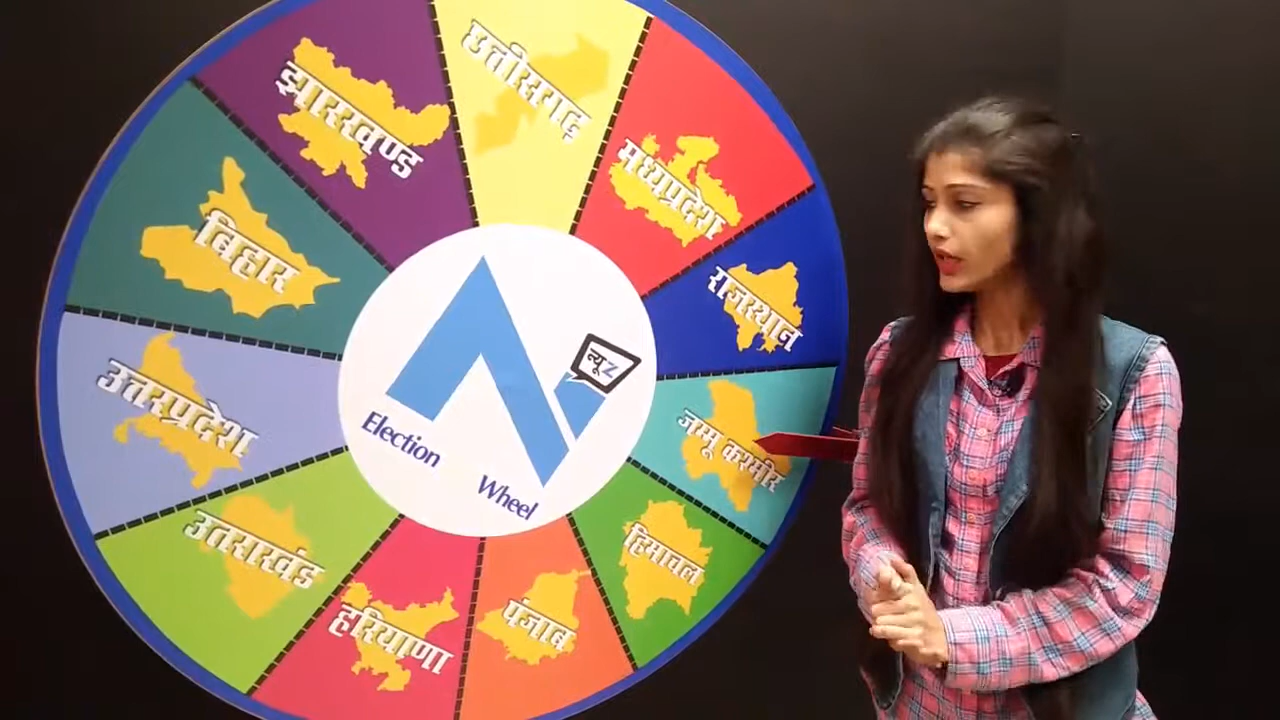 छत्तीसगढ़
झारखण्ड
मध्यप्रदेश
बिहार
राजस्थान
न्यूZ
उत्तरप्रदेश
जम्मू कश्मीर
Election
Wheel
उत्तराखंड
हिमाचल
हरियाणा
पंजाब